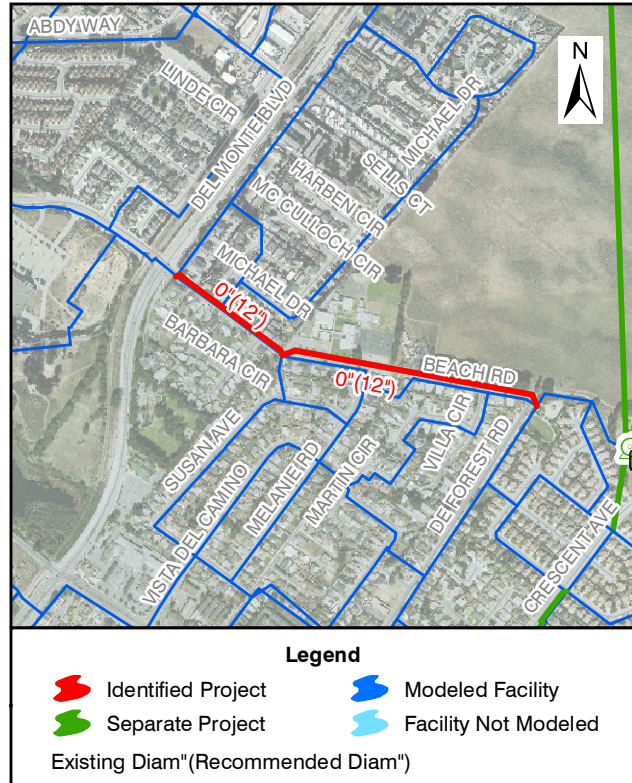 ABDY WAY
N
LINDE CIR
DEL MONTE BLVD
MICHAEL DR
SELLS CT
HARBEN CIR
MC CULLOCH CIR
MICHAEL DR
0"(12")
BARBARA CIR
BEACH RD
0"(12")
SUSAN AVE
VILLA CIR
DE FOREST RD
MELANIE RD
MARTIN CIR
VISTA DEL CAMINO
CRESCENT AVE
Legend
Identified Project
Modeled Facility
Separate Project
Facility Not Modeled
Existing Diam"(Recommended Diam")